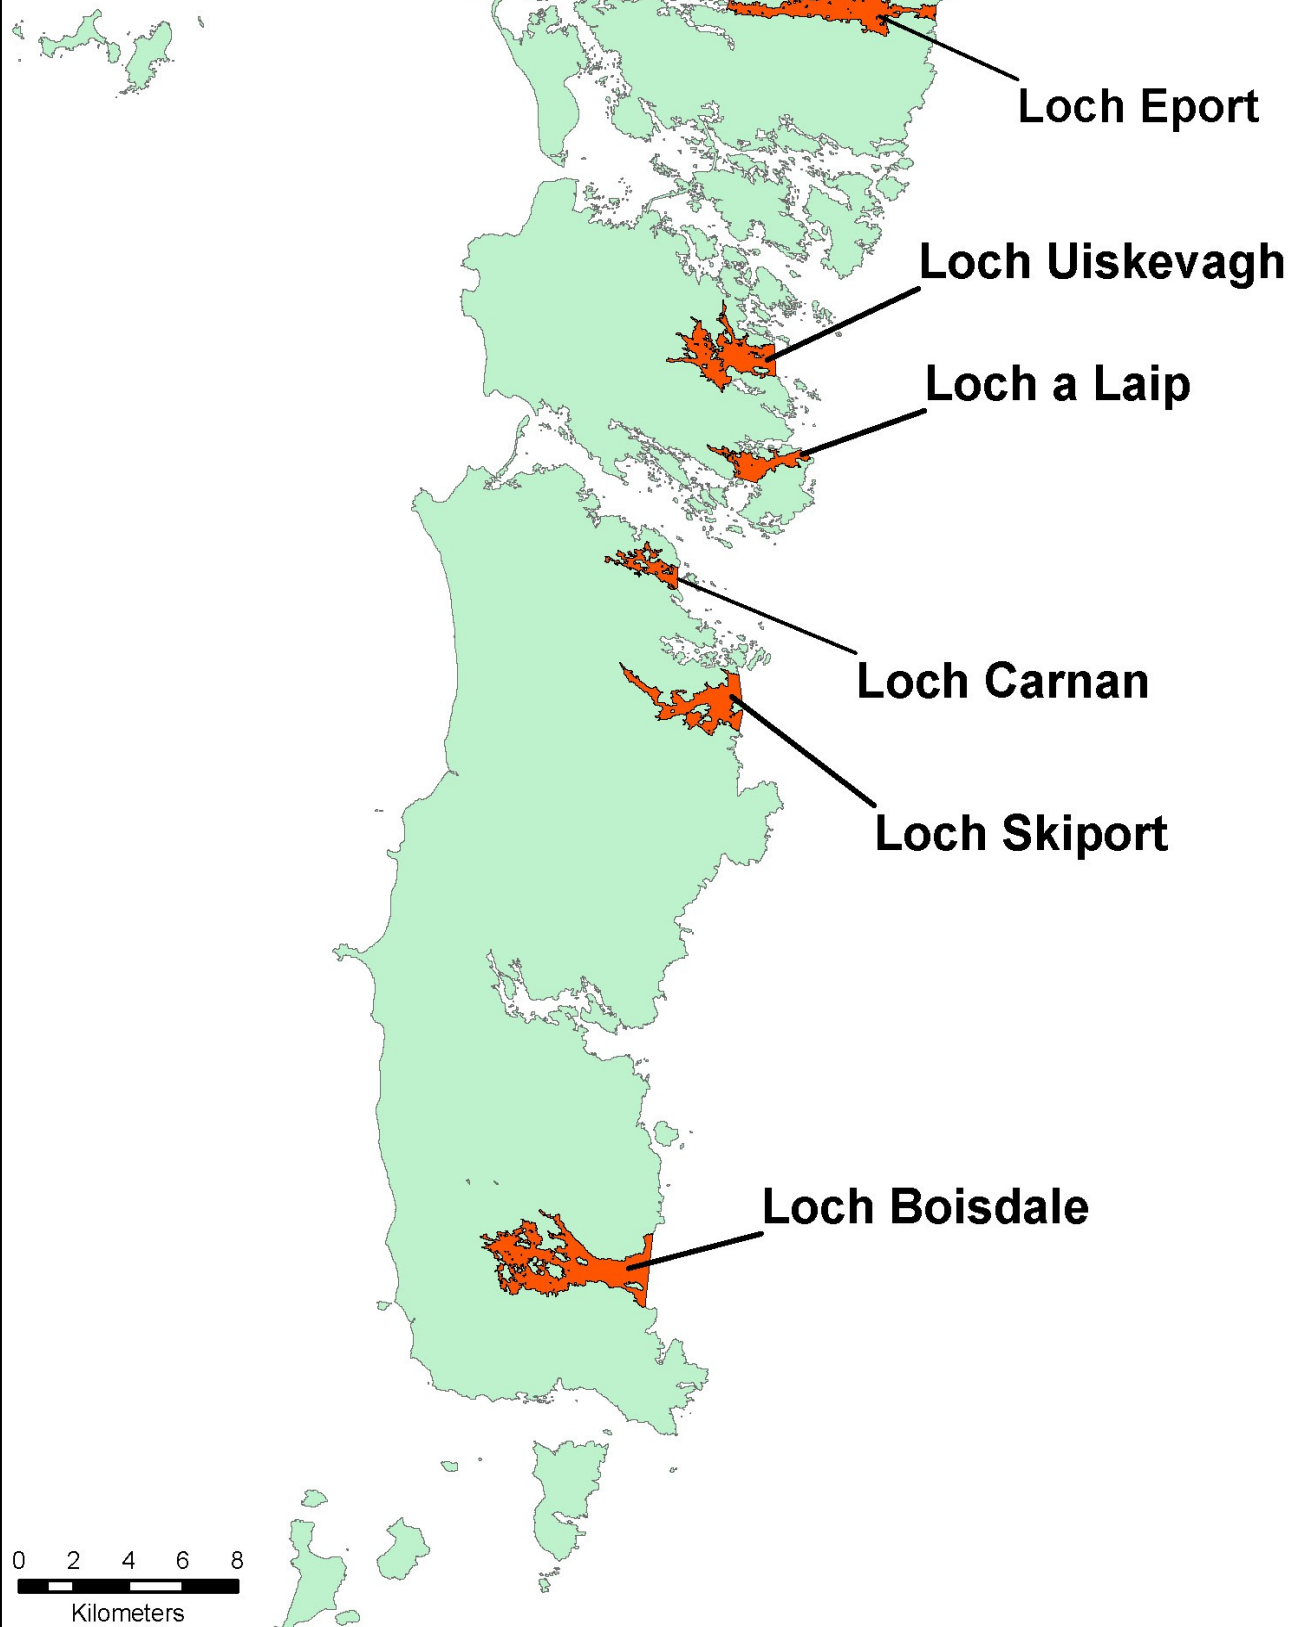 Loch Eport
Loch Uiskevagh
Loch a Laip
Loch Carnan
Loch Skiport
Loch Boisdale
0 2 4 6 8
Kilometers